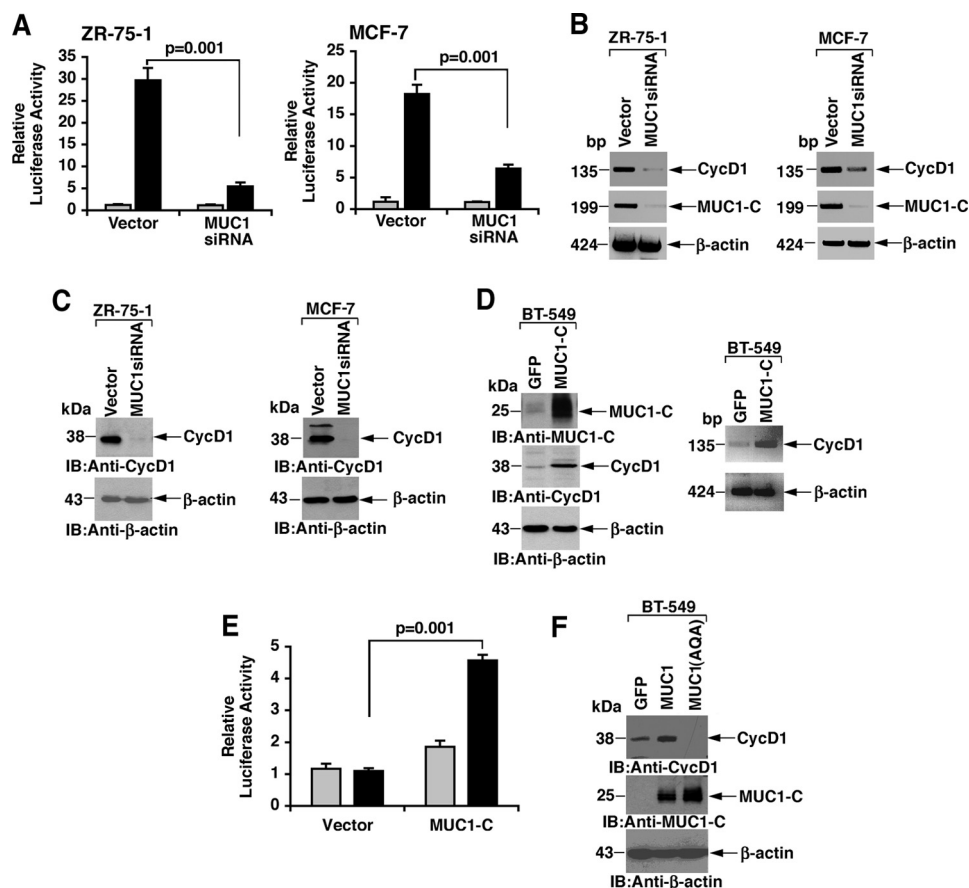 A
ZR-75-1
p=0.001
Relative
Luciferase Activity
35
30
25
20
15
10
5
0
Vector
MUC1
siRNA
MCF-7
p=0.001
Relative
Luciferase Activity
25
20
15
10
5
0
Vector
MUC1
siRNA
B
ZR-75-1
Vector
MUC1siRNA
bp
135
CycD1
199
MUC1-C
424
β-actin
MCF-7
Vector
MUC1siRNA
bp
135
CycD1
199
MUC1-C
424
β-actin
C
ZR-75-1
Vector
MUC1siRNA
kDa
38
CycD1
IB:Anti-CycD1
43
β-actin
IB:Anti-β-actin
MCF-7
Vector
MUC1siRNA
kDa
38
CycD1
IB:Anti-CycD1
43
β-actin
IB:Anti-β-actin
D
BT-549
GFP
MUC1-C
kDa
25
MUC1-C
IB:Anti-MUC1-C
38
CycD1
IB:Anti-CycD1
43
β-actin
IB:Anti-β-actin
BT-549
GFP
MUC1-C
bp
135
CycD1
424
β-actin
E
p=0.001
Relative
Luciferase Activity
5
4
3
2
1
0
Vector
MUC1-C
F
BT-549
GFP
MUC1
MUC1(AQA)
kDa
38
CycD1
IB:Anti-CycD1
25
MUC1-C
IB:Anti-MUC1-C
43
β-actin
IB:Anti-β-actin